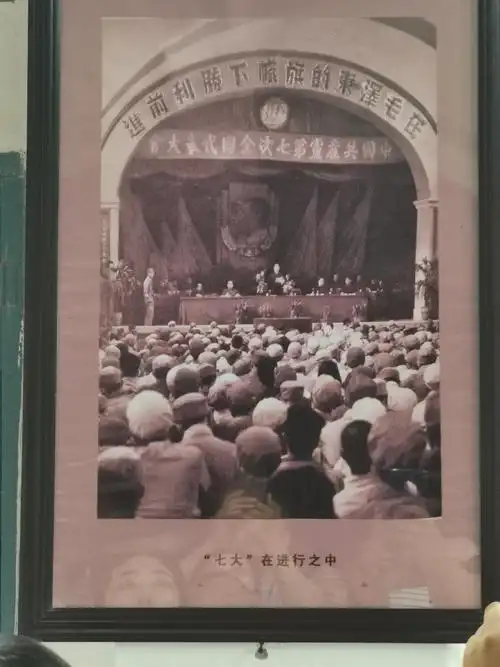 在毛澤東的旗幟下勝利前進
中國共產黨第七次全國代表大會
“七大”在进行之中